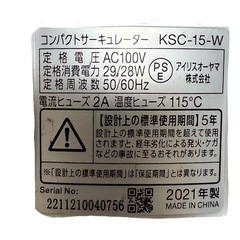 コンパクトサーキュレーター KSC-15-W
定格電圧 AC100V
定格消費電力 29/28W
定格周波数 50/60Hz
PSE
アイリスオーヤマ
株式会社
電流ヒューズ 2A 温度ヒューズ 115℃
【設計上の標準使用期間】5年
設計上の標準使用期間を超えて使用されますと、経年劣化による発火・ケガなどの事故に至るおそれがあります。
※「設計上の標準使用期間」は「保証期間」とは異なります。
Serial No.
2211210040756
2021年製
MADE IN CHINA